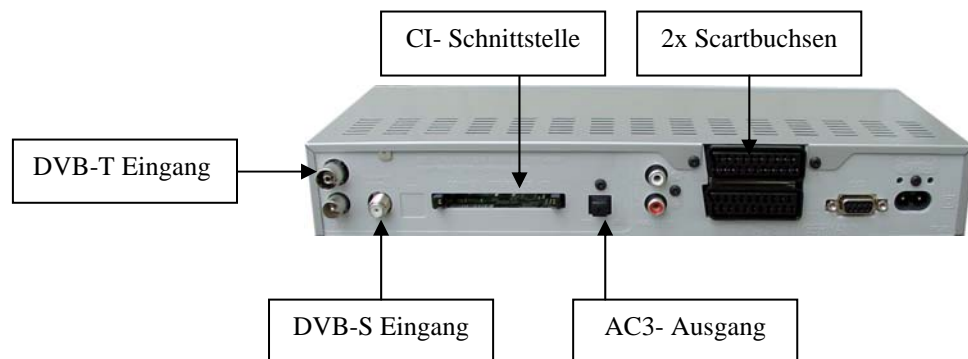 CI- Schnittstelle
2x Scartbuchsen
DVB-T Eingang
DVB-S Eingang
AC3- Ausgang